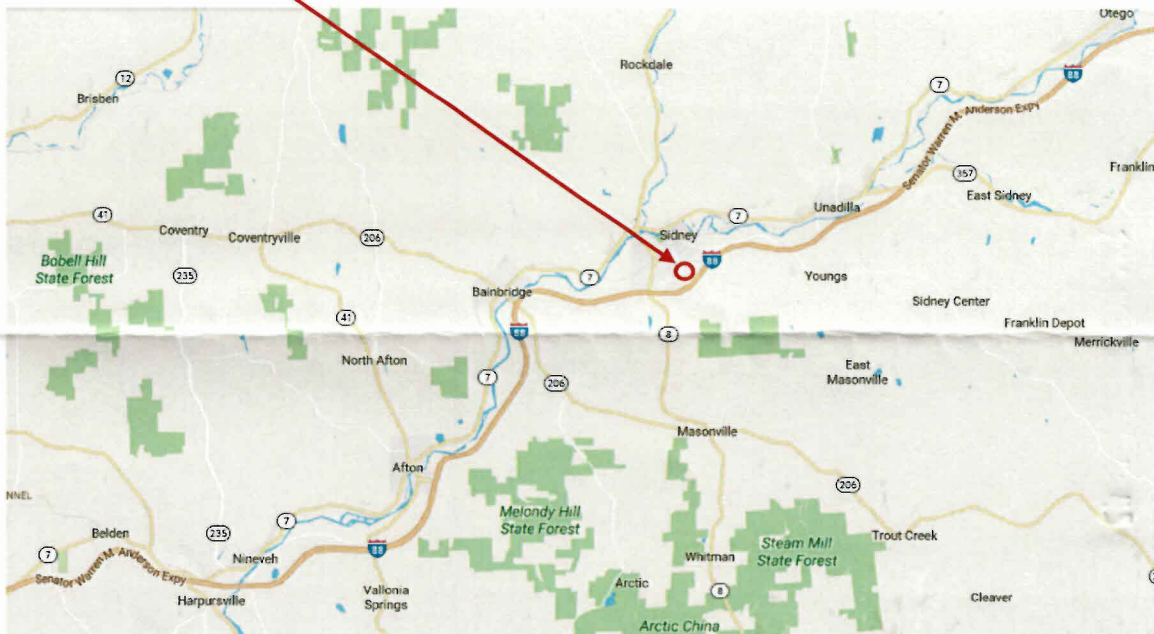 Otego
Rockdale
88
12
7
Brisben
Senator Warren M. Anderson Expy
Franklin
357
East Sidney
Unadilla
41
7
Coventry
Coventryville
206
Sidney
88
Bobell Hill
State Forest
235
7
Youngs
Bainbridge
Sidney Center
41
88
8
Franklin Depot
Merrickville
North Afton
East
Masonville
7
206
Masonville
Afton
206
NNEL
Melondy Hill
State Forest
7
Belden
235
Steam Mill
State Forest
Trout Creek
7
88
Nineveh
Whitman
Senator Warren M. Anderson Expy
Arctic
8
Vallonia
Springs
Harpursville
Cleaver
Arctic China